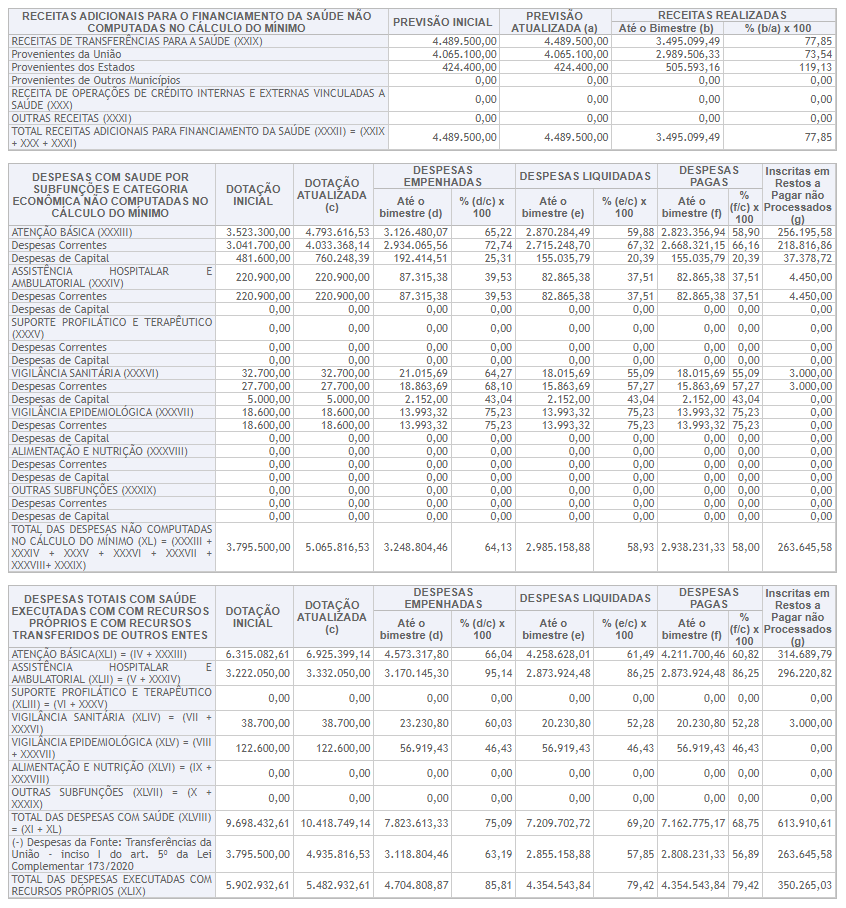 RECEITAS ADICIONAIS PARA O FINANCIAMENTO DA SAÚDE NÃO COMPUTADAS NO CÁLCULO DO MÍNIMO PREVISÃO INICIAL PREVISÃO ATUALIZADA (a) RECEITAS REALIZADAS
Até o Bimestre (b) % (b/a) x 100
RECEITAS DE TRANSFERÊNCIAS PARA A SAÚDE (XXIX) 4.489.500,00 4.489.500,00 3.495.099,49 77,85
Provenientes da União 4.065.100,00 4.065.100,00 2.989.506,33 73,54
Provenientes dos Estados 424.400,00 424.400,00 505.593,16 119,13
Provenientes de Outros Municípios 0,00 0,00 0,00 0,00
RECEITA DE OPERAÇÕES DE CRÉDITO INTERNAS E EXTERNAS VINCULADAS A SAÚDE (XXX) 0,00 0,00 0,00 0,00
OUTRAS RECEITAS (XXXI) 0,00 0,00 0,00 0,00
TOTAL RECEITAS ADICIONAIS PARA FINANCIAMENTO DA SAÚDE (XXXII) = (XXIX + XXX + XXXI) 4.489.500,00 4.489.500,00 3.495.099,49 77,85
DESPESAS COM SAUDE POR SUBFUNÇÕES E CATEGORIA ECONÔMICA NÃO COMPUTADAS NO CÁLCULO DO MÍNIMO DOTAÇÃO INICIAL DOTAÇÃO ATUALIZADA (c) DESPESAS EMPENHADAS DESPESAS LIQUIDADAS DESPESAS PAGAS Inscritas em Restos a Pagar não Processados (g)
Até o bimestre (d) % (d/c) x 100 Até o bimestre (e) % (e/c) x 100 Até o bimestre (f) % (f/c) x 100
ATENÇÃO BÁSICA (XXXIII) 3.523.300,00 4.793.616,53 3.126.480,07 65,22 2.870.284,49 59,88 2.823.356,94 58,90 256.195,58
Despesas Correntes 3.041.700,00 4.033.368,14 2.934.065,56 72,74 2.715.248,70 67,32 2.668.321,15 66,16 218.816,86
Despesas de Capital 481.600,00 760.248,39 192.414,51 25,31 155.035,79 20,39 155.035,79 20,39 37.378,72
ASSISTÊNCIA HOSPITALAR E AMBULATORIAL (XXXIV) 220.900,00 220.900,00 87.315,38 39,53 82.865,38 37,51 82.865,38 37,51 4.450,00
Despesas Correntes 220.900,00 220.900,00 87.315,38 39,53 82.865,38 37,51 82.865,38 37,51 4.450,00
Despesas de Capital 0,00 0,00 0,00 0,00 0,00 0,00 0,00 0,00 0,00
SUPORTE PROFILÁTICO E TERAPÊUTICO (XXXV) 0,00 0,00 0,00 0,00 0,00 0,00 0,00 0,00 0,00
Despesas Correntes 0,00 0,00 0,00 0,00 0,00 0,00 0,00 0,00 0,00
Despesas de Capital 0,00 0,00 0,00 0,00 0,00 0,00 0,00 0,00 0,00
VIGILÂNCIA SANITÁRIA (XXXVI) 32.700,00 32.700,00 21.015,69 64,27 18.015,69 55,09 18.015,69 55,09 3.000,00
Despesas Correntes 27.700,00 27.700,00 18.863,69 68,10 15.863,69 57,27 15.863,69 57,27 3.000,00
Despesas de Capital 5.000,00 5.000,00 2.152,00 43,04 2.152,00 43,04 2.152,00 43,04 0,00
VIGILÂNCIA EPIDEMIOLÓGICA (XXXVII) 18.600,00 18.600,00 13.993,32 75,23 13.993,32 75,23 13.993,32 75,23 0,00
Despesas Correntes 18.600,00 18.600,00 13.993,32 75,23 13.993,32 75,23 13.993,32 75,23 0,00
Despesas de Capital 0,00 0,00 0,00 0,00 0,00 0,00 0,00 0,00 0,00
ALIMENTAÇÃO E NUTRIÇÃO (XXXVIII) 0,00 0,00 0,00 0,00 0,00 0,00 0,00 0,00 0,00
Despesas Correntes 0,00 0,00 0,00 0,00 0,00 0,00 0,00 0,00 0,00
Despesas de Capital 0,00 0,00 0,00 0,00 0,00 0,00 0,00 0,00 0,00
OUTRAS SUBFUNÇÕES (XXXIX) 0,00 0,00 0,00 0,00 0,00 0,00 0,00 0,00 0,00
Despesas Correntes 0,00 0,00 0,00 0,00 0,00 0,00 0,00 0,00 0,00
Despesas de Capital 0,00 0,00 0,00 0,00 0,00 0,00 0,00 0,00 0,00
TOTAL DAS DESPESAS NÃO COMPUTADAS NO CÁLCULO DO MÍNIMO (XL) = (XXXIII + XXXIV + XXXV + XXXVI + XXXVII + XXXVIII+ XXXIX) 3.795.500,00 5.065.816,53 3.248.804,46 64,13 2.985.158,88 58,93 2.938.231,33 58,00 263.645,58
DESPESAS TOTAIS COM SAÚDE EXECUTADAS COM COM RECURSOS PRÓPRIOS E COM RECURSOS TRANSFERIDOS DE OUTROS ENTES DOTAÇÃO INICIAL DOTAÇÃO ATUALIZADA (c) DESPESAS EMPENHADAS DESPESAS LIQUIDADAS DESPESAS PAGAS Inscritas em Restos a Pagar não Processados (g)
Até o bimestre (d) % (d/c) x 100 Até o bimestre (e) % (e/c) x 100 Até o bimestre (f) % (f/c) x 100
ATENÇÃO BÁSICA(XLI) = (IV + XXXIII) 6.315.082,61 6.925.399,14 4.573.317,80 66,04 4.258.628,01 61,49 4.211.700,46 60,82 314.689,79
ASSISTÊNCIA HOSPITALAR E AMBULATORIAL (XLII) = (V + XXXIV) 3.222.050,00 3.332.050,00 3.170.145,30 95,14 2.873.924,48 86,25 2.873.924,48 86,25 296.220,82
SUPORTE PROFILÁTICO E TERAPÊUTICO (XLIII) = (VI + XXXV) 0,00 0,00 0,00 0,00 0,00 0,00 0,00 0,00 0,00
VIGILÂNCIA SANITÁRIA (XLIV) = (VII + XXXVI) 38.700,00 38.700,00 23.230,80 60,03 20.230,80 52,28 20.230,80 52,28 3.000,00
VIGILÂNCIA EPIDEMIOLÓGICA (XLV) = (VIII + XXXVII) 122.600,00 122.600,00 56.919,43 46,43 56.919,43 46,43 56.919,43 46,43 0,00
ALIMENTAÇÃO E NUTRIÇÃO (XLVI) = (IX + XXXVIII) 0,00 0,00 0,00 0,00 0,00 0,00 0,00 0,00 0,00
OUTRAS SUBFUNÇÕES (XLVII) = (X + XXXIX) 0,00 0,00 0,00 0,00 0,00 0,00 0,00 0,00 0,00
TOTAL DAS DESPESAS COM SAÚDE (XLVIII) = (XI + XL) 9.698.432,61 10.418.749,14 7.823.613,33 75,09 7.209.702,72 69,20 7.162.775,17 68,75 613.910,61
(-) Despesas da Fonte: Transferências da União - inciso I do art. 5º da Lei Complementar 173/2020 3.795.500,00 4.935.816,53 3.118.804,46 63,19 2.855.158,88 57,85 2.808.231,33 56,89 263.645,58
TOTAL DAS DESPESAS EXECUTADAS COM RECURSOS PRÓPRIOS (XLIX) 5.902.932,61 5.482.932,61 4.704.808,87 85,81 4.354.543,84 79,42 4.354.543,84 79,42 350.265,03